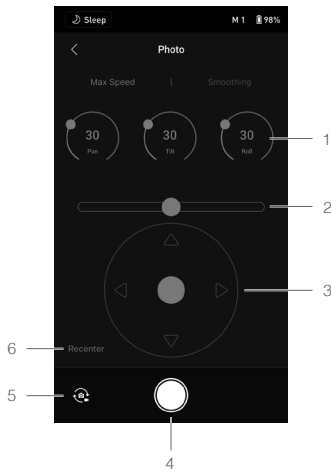 Sleep M 1 98%
Photo
Max Speed | Smoothing
30 30 30 1
Pan Tilt Roll
2
3
6 Recenter
5
4